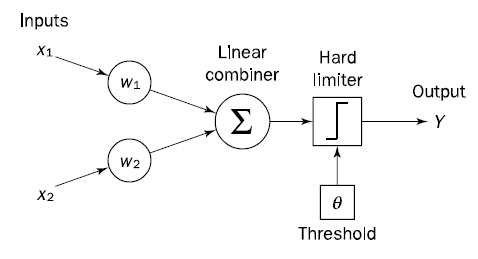 Inputs
x1
w1
Linear
combiner
Σ
Hard
limiter
Output
Y
w2
x2
θ
Threshold